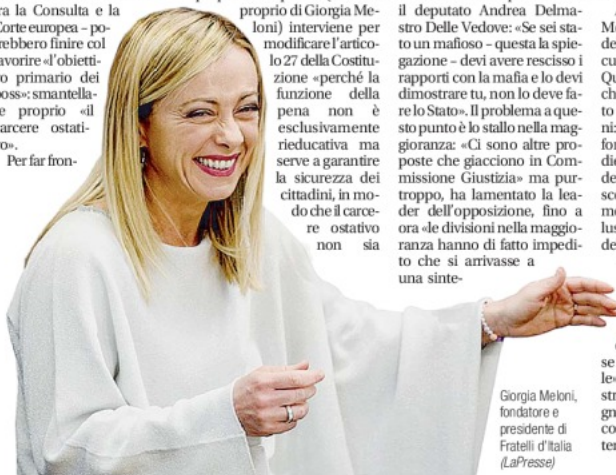 ra la Consulta e la
Corte europea – po-
rebbero finire col
avorire «l'obietti-
o primario dei
boss»: smantella-
e proprio «il
arcere ostati-
o».
Per far fron-
proprio di Giorgia Me-
loni) interviene per
modificare l'artico-
lo 27 della Costitu-
zione «perché la
funzione della
pena non è
esclusivamente
rieducativa ma
serve a garantire
la sicurezza dei
cittadini, in mo-
do che il carce-
re ostativo
non sia
il deputato Andrea Delma-
stro Delle Vedove: «Se sei sta-
to un mafioso – questa la spie-
gazione – devi avere rescisso i
rapporti con la mafia e lo devi
dimostrare tu, non lo deve fa-
re lo Stato». Il problema a que-
sto punto è lo stallo nella mag-
gioranza: «Ci sono altre pro-
poste che giacciono in Com-
missione Giustizia» ma pur-
troppo, ha lamentato la lea-
der dell'opposizione, fino a
ora «le divisioni nella maggio-
ranza hanno di fatto impedi-
to che si arrivasse a
una sinte-
Giorgia Meloni,
fondatore e
presidente di
Fratelli d'Italia
(LaPresse)